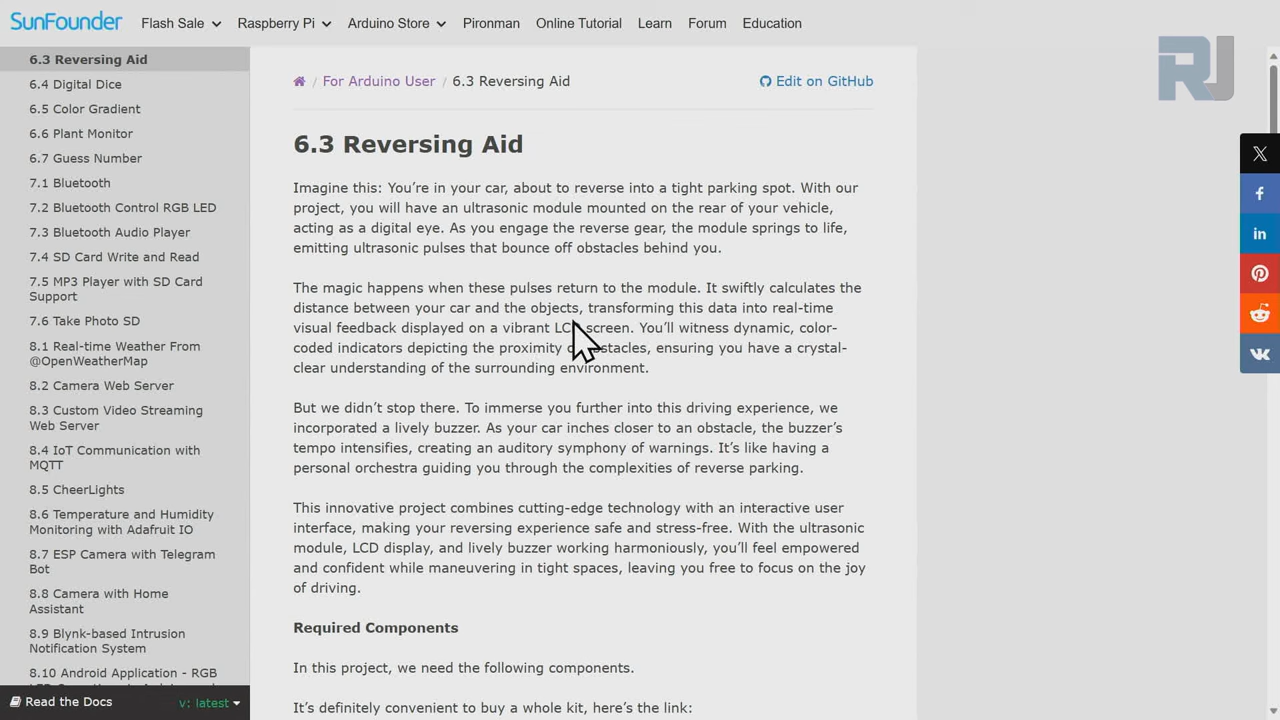 SunFounder
Flash Sale
Raspberry Pi
Arduino Store
Pironman
Online Tutorial
Learn
Forum
Education
6.3 Reversing Aid
6.4 Digital Dice
6.5 Color Gradient
6.6 Plant Monitor
6.7 Guess Number
7.1 Bluetooth
7.2 Bluetooth Control RGB LED
7.3 Bluetooth Audio Player
7.4 SD Card Write and Read
7.5 MP3 Player with SD Card
Support
7.6 Take Photo SD
8.1 Real-time Weather From
@OpenWeatherMap
8.2 Camera Web Server
8.3 Custom Video Streaming
Web Server
8.4 IoT Communication with
MQTT
8.5 CheerLights
8.6 Temperature and Humidity
Monitoring with Adafruit IO
8.7 ESP Camera with Telegram
Bot
8.8 Camera with Home
Assistant
8.9 Blynk-based Intrusion
Notification System
8.10 Android Application - RGB
Read the Docs
v: latest
/ For Arduino User / 6.3 Reversing Aid
Edit on GitHub
6.3 Reversing Aid
Imagine this: You're in your car, about to reverse into a tight parking spot. With our
project, you will have an ultrasonic module mounted on the rear of your vehicle,
acting as a digital eye. As you engage the reverse gear, the module springs to life,
emitting ultrasonic pulses that bounce off obstacles behind you.
The magic happens when these pulses return to the module. It swiftly calculates the
distance between your car and the objects, transforming this data into real-time
visual feedback displayed on a vibrant LCD screen. You'll witness dynamic, color-
coded indicators depicting the proximity obstacles, ensuring you have a crystal-
clear understanding of the surrounding environment.
But we didn't stop there. To immerse you further into this driving experience, we
incorporated a lively buzzer. As your car inches closer to an obstacle, the buzzer's
tempo intensifies, creating an auditory symphony of warnings. It's like having a
personal orchestra guiding you through the complexities of reverse parking.
This innovative project combines cutting-edge technology with an interactive user
interface, making your reversing experience safe and stress-free. With the ultrasonic
module, LCD display, and lively buzzer working harmoniously, you'll feel empowered
and confident while maneuvering in tight spaces, leaving you free to focus on the joy
of driving.
Required Components
In this project, we need the following components.
It's definitely convenient to buy a whole kit, here's the link:
RJ